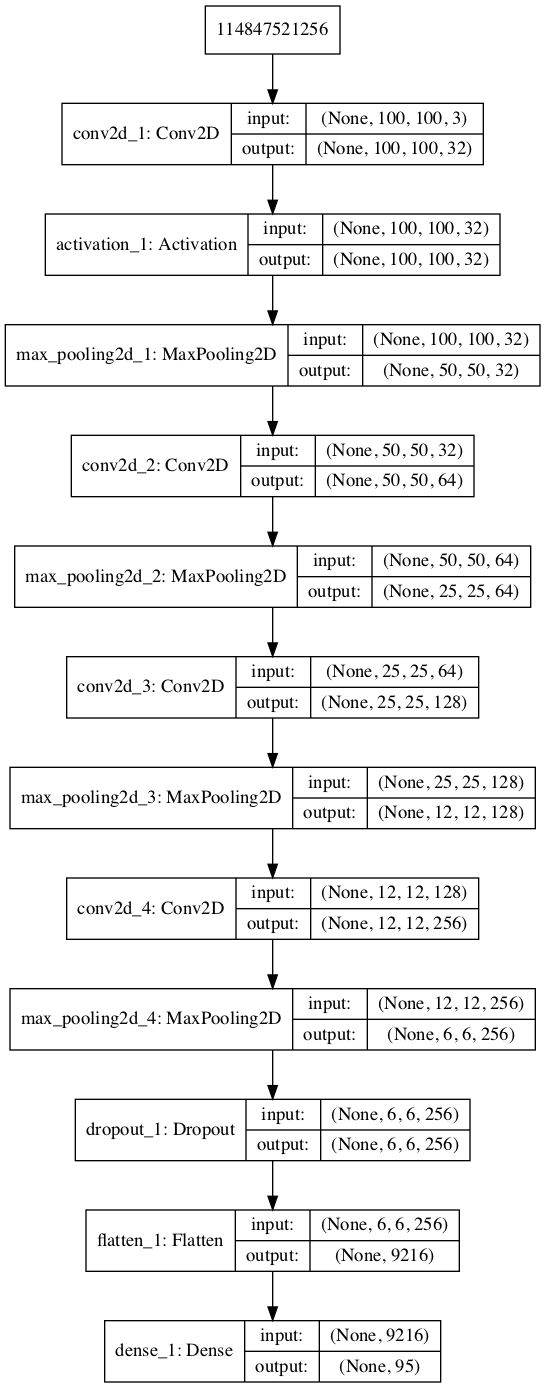 114847521256
conv2d_1: Conv2D
input: (None, 100, 100, 3)
output: (None, 100, 100, 32)
activation_1: Activation
input: (None, 100, 100, 32)
output: (None, 100, 100, 32)
max_pooling2d_1: MaxPooling2D
input: (None, 100, 100, 32)
output: (None, 50, 50, 32)
conv2d_2: Conv2D
input: (None, 50, 50, 32)
output: (None, 50, 50, 64)
max_pooling2d_2: MaxPooling2D
input: (None, 50, 50, 64)
output: (None, 25, 25, 64)
conv2d_3: Conv2D
input: (None, 25, 25, 64)
output: (None, 25, 25, 128)
max_pooling2d_3: MaxPooling2D
input: (None, 25, 25, 128)
output: (None, 12, 12, 128)
conv2d_4: Conv2D
input: (None, 12, 12, 128)
output: (None, 12, 12, 256)
max_pooling2d_4: MaxPooling2D
input: (None, 12, 12, 256)
output: (None, 6, 6, 256)
dropout_1: Dropout
input: (None, 6, 6, 256)
output: (None, 6, 6, 256)
flatten_1: Flatten
input: (None, 6, 6, 256)
output: (None, 9216)
dense_1: Dense
input: (None, 9216)
output: (None, 95)